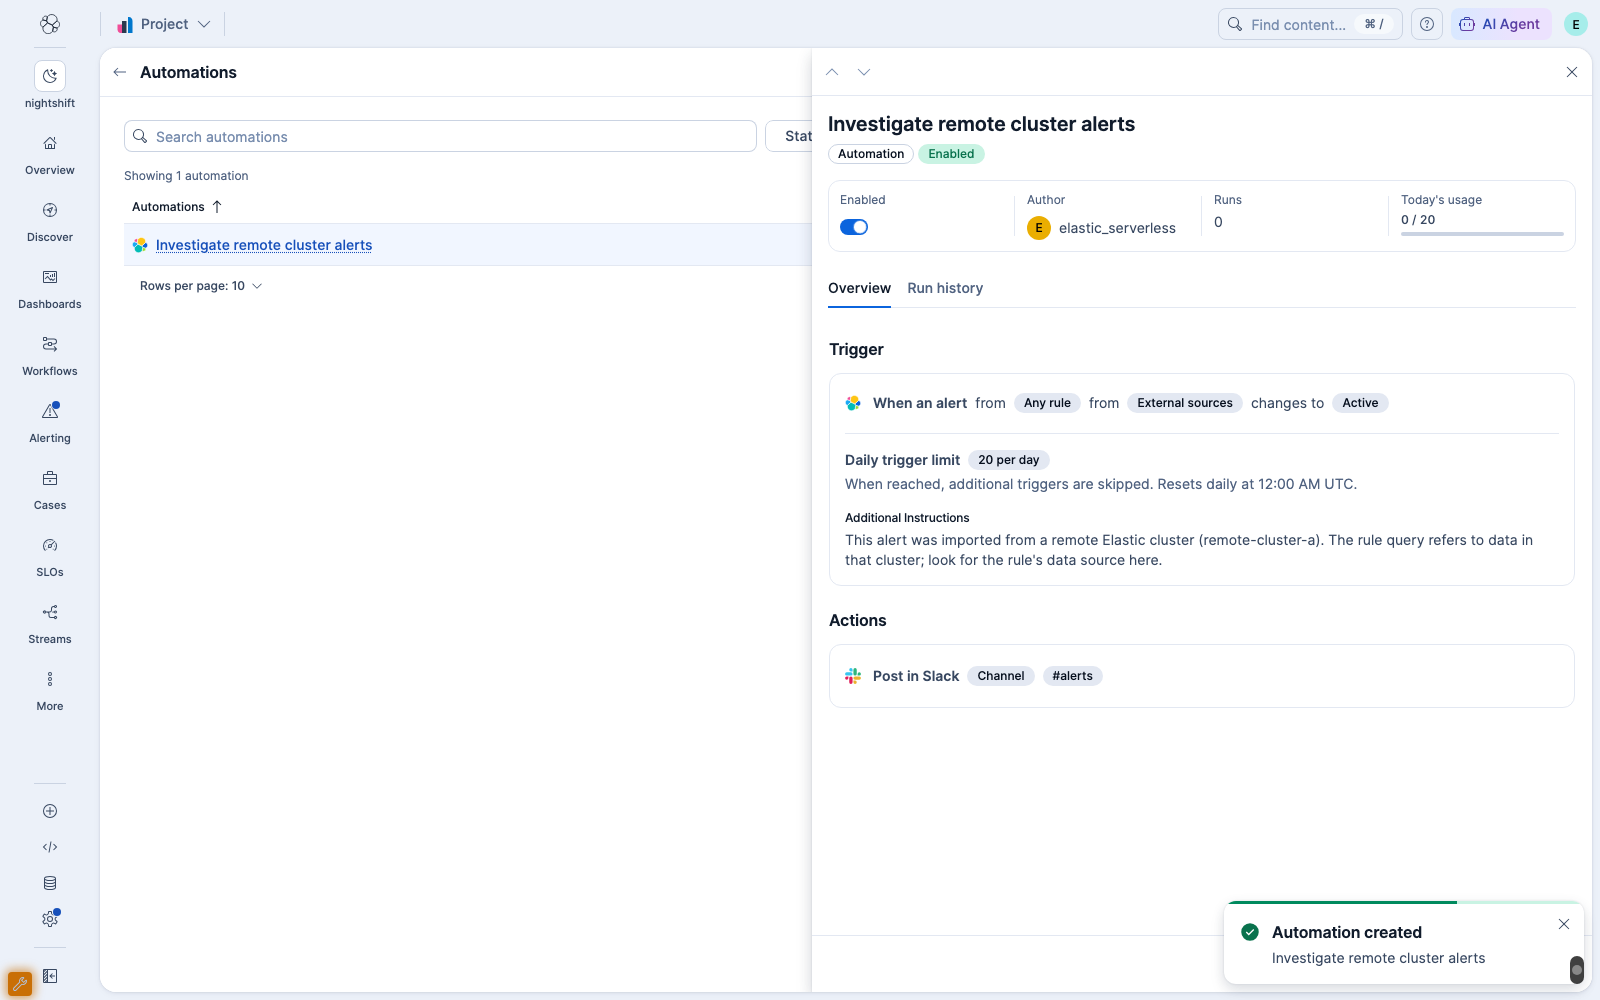 Project
Find content...
⌘ /
AI Agent
E
nightshift
Overview
Discover
Dashboards
Workflows
Alerting
Cases
SLOs
Streams
More
Automations
Search automations
Stat
Showing 1 automation
Automations
Investigate remote cluster alerts
Rows per page: 10
Investigate remote cluster alerts
Automation Enabled
Enabled
Author
E elastic_serverless
Runs
0
Today's usage
0 / 20
Overview Run history
Trigger
When an alert from Any rule from External sources changes to Active
Daily trigger limit 20 per day
When reached, additional triggers are skipped. Resets daily at 12:00 AM UTC.
Additional Instructions
This alert was imported from a remote Elastic cluster (remote-cluster-a). The rule query refers to data in
that cluster; look for the rule's data source here.
Actions
Post in Slack Channel #alerts
Automation created
Investigate remote cluster alerts